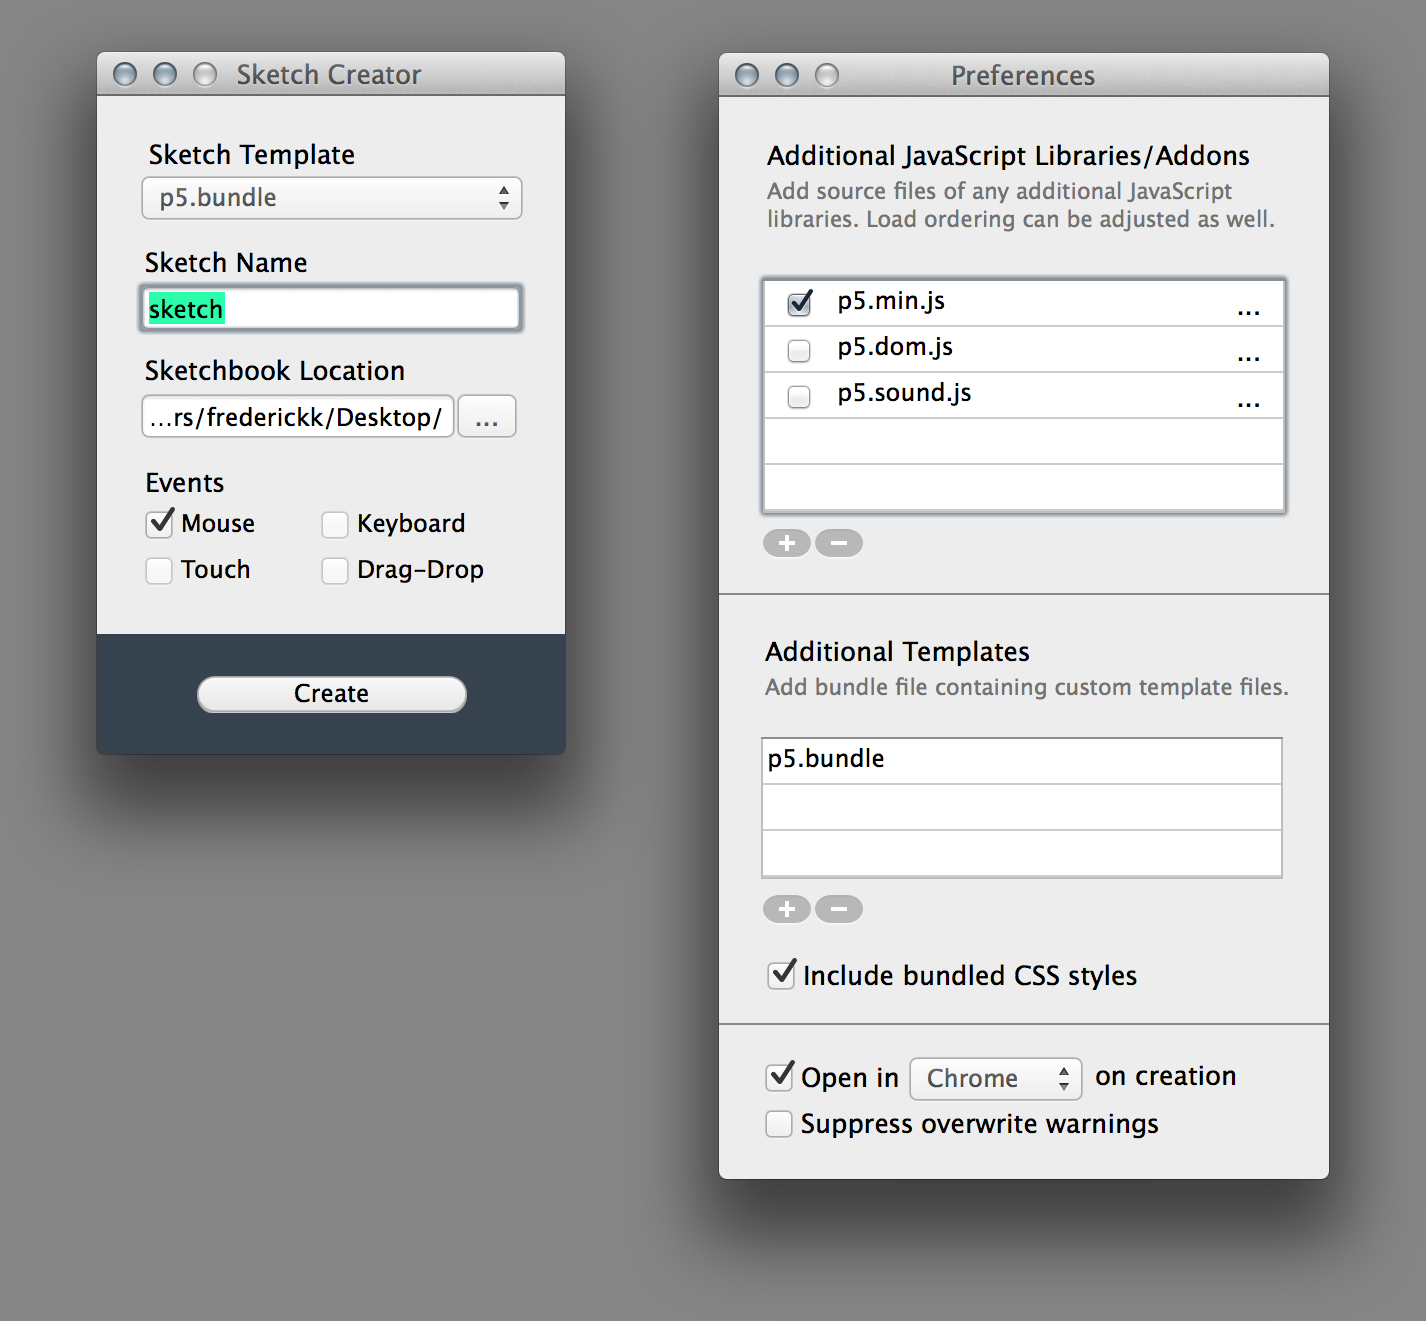 Sketch Creator
Sketch Template
p5.bundle
Sketch Name
sketch
Sketchbook Location
...rs/frederickk/Desktop/ ...
Events
Mouse Keyboard
Touch Drag-Drop
Create
Preferences
Additional JavaScript Libraries/Addons
Add source files of any additional JavaScript
libraries. Load ordering can be adjusted as well.
p5.min.js ...
p5.dom.js ...
p5.sound.js ...
Additional Templates
Add bundle file containing custom template files.
p5.bundle
Include bundled CSS styles
Open in Chrome on creation
Suppress overwrite warnings